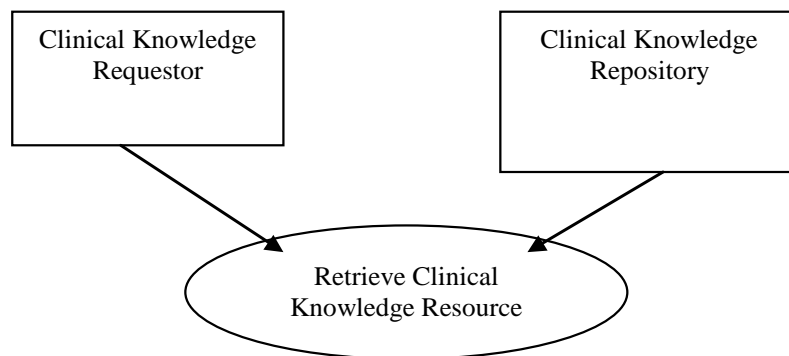 Clinical Knowledge
Requestor
Clinical Knowledge
Repository
Retrieve Clinical
Knowledge Resource